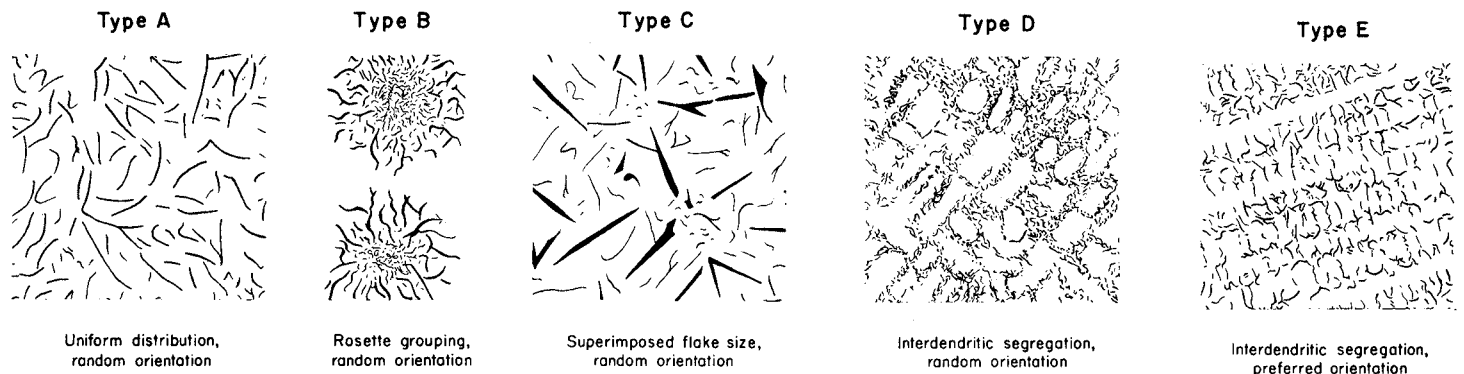 Type A
Type B
Type C
Type D
Type E
Uniform distribution,
random orientation
Rosette grouping,
random orientation
Superimposed flake size,
random orientation
Interdendritic segregation,
random orientation
Interdendritic segregation,
preferred orientation